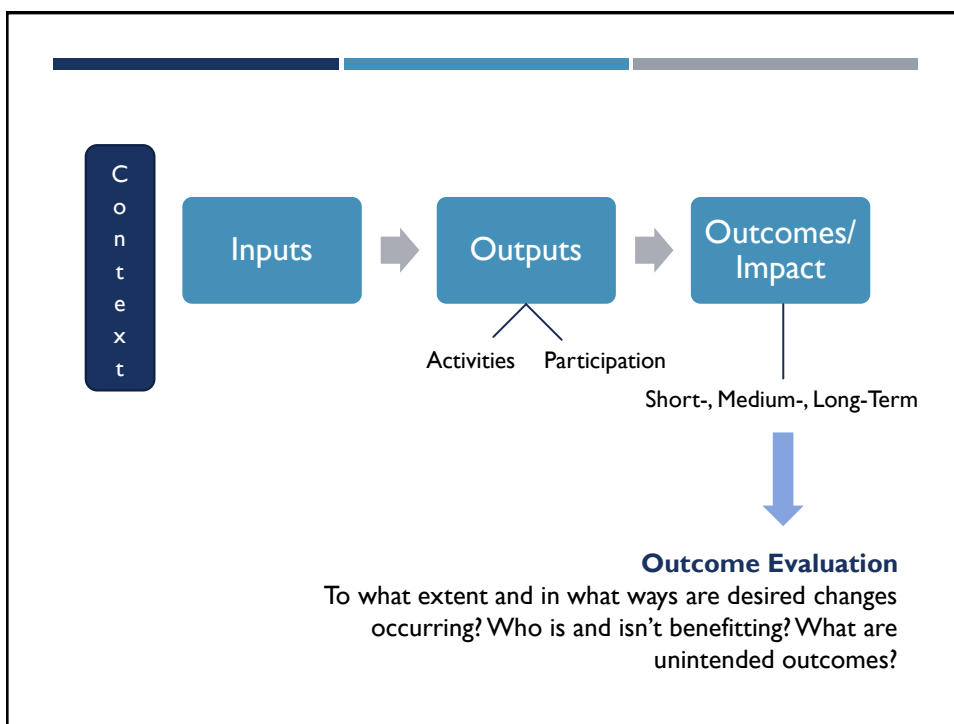 Context
Inputs
Outputs
Outcomes/
Impact
Activities
Participation
Short-, Medium-, Long-Term
Outcome Evaluation
To what extent and in what ways are desired changes
occurring? Who is and isn't benefitting? What are
unintended outcomes?